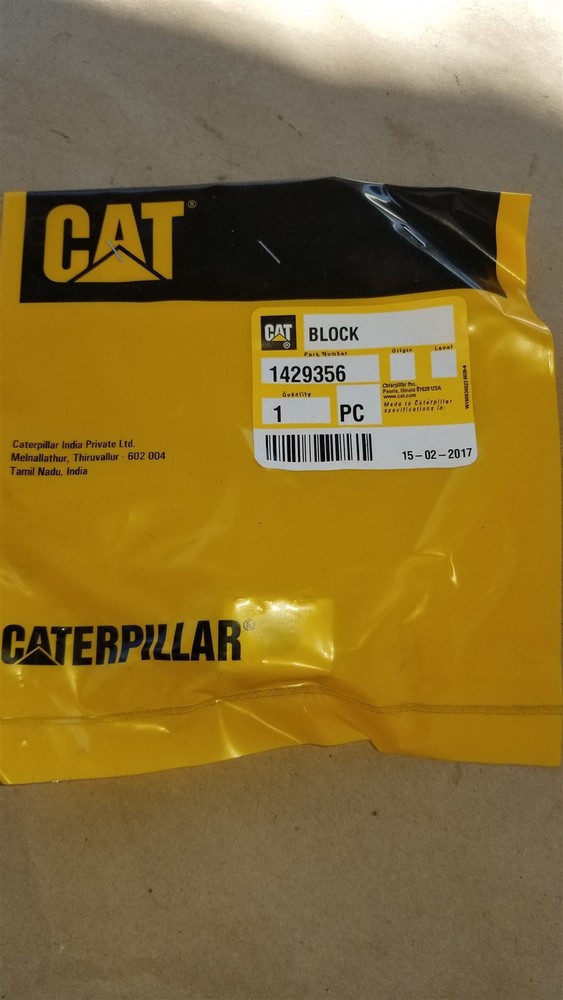 CAT®
CAT®
BLOCK
Part Number
Origin
Level
1429356
Quantity
1
PC
Caterpillar Inc.
Peoria, Illinois 61629 USA
www.cat.com
Made to Caterpillar
specifications in:
15-02-2017
Caterpillar India Private Ltd.
Melnallathur, Thiruvallur - 602 004
Tamil Nadu, India
CATERPILLAR®